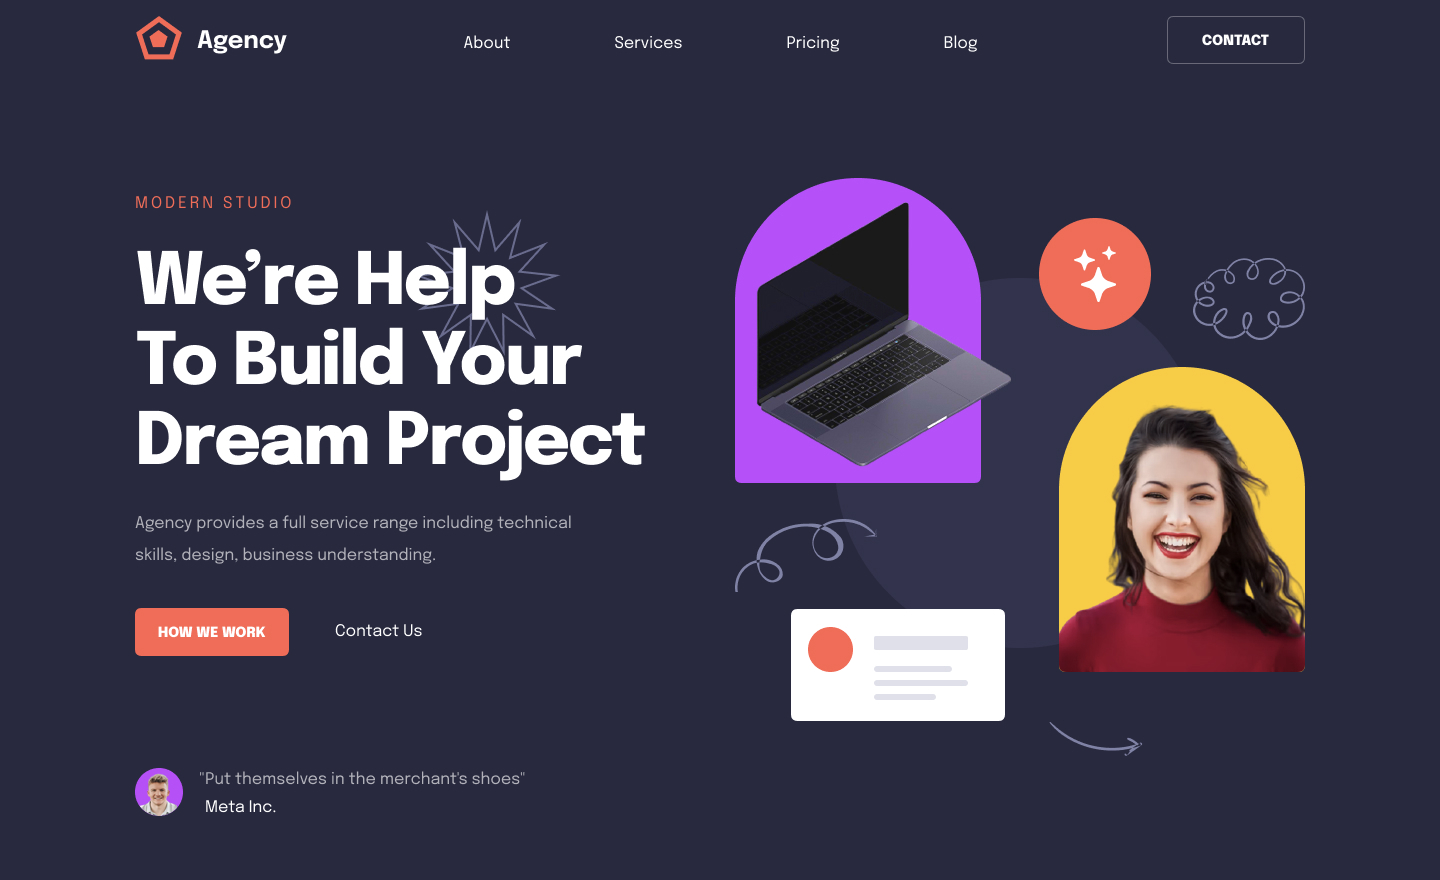 Agency
About
Services
Pricing
Blog
CONTACT
MODERN STUDIO
We’re Help
To Build Your
Dream Project
Agency provides a full service range including technical
skills, design, business understanding.
HOW WE WORK
Contact Us
"Put themselves in the merchant's shoes"
Meta Inc.